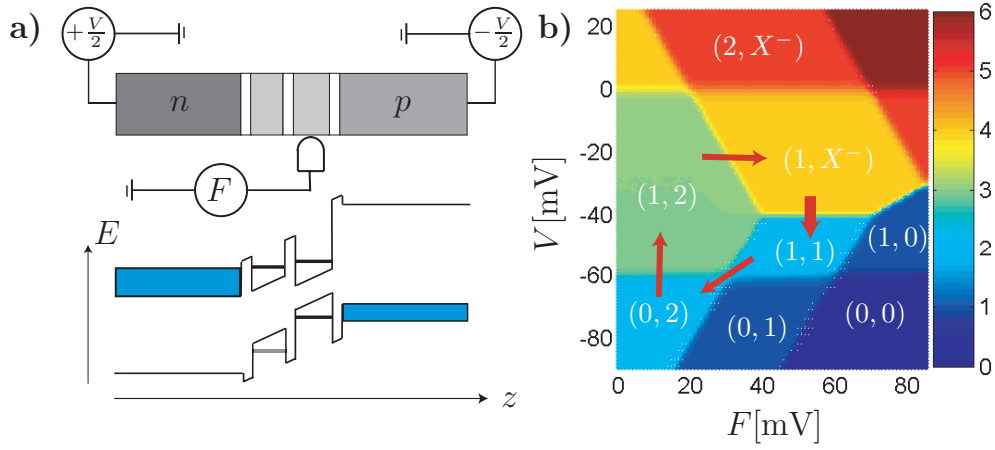 a)
+V/2
−V/2
n
p
F
E
z
b)
V[mV]
0
-20
-40
-60
-80
0
20
40
60
80
F[mV]
(2, X⁻)
(1, X⁻)
(1, 2)
(1, 1)
(1, 0)
(0, 2)
(0, 1)
(0, 0)
6
5
4
3
2
1
0